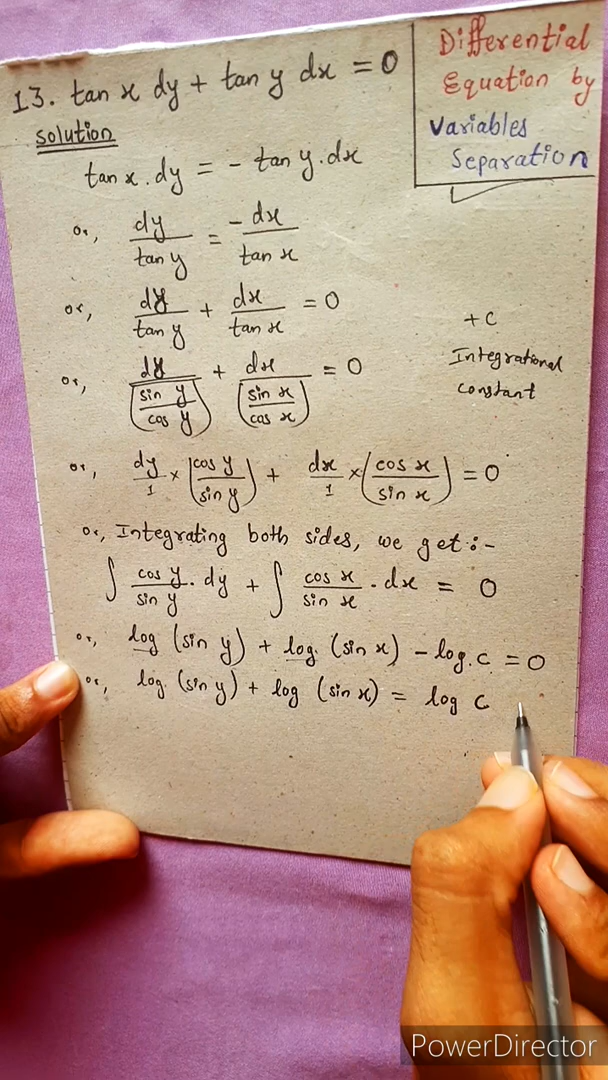 13. tan x dy + tan y dx = 0
Differential
Equation by
Variables
Separation
solution
tan x . dy = - tan y . dx
or, dy/tan y = -dx/tan x
or, dy/tan y + dx/tan x = 0
+ C
Integrational
constant
or, dy/(sin y/cos y) + dx/(sin x/cos x) = 0
or, dy/1 × (cos y/sin y) + dx/1 × (cos x/sin x) = 0
or, Integrating both sides, we get :-
∫ cos y/sin y . dy + ∫ cos x/sin x . dx = 0
or, log (sin y) + log. (sin x) - log. c = 0
or, log (sin y) + log (sin x) = log c
PowerDirector